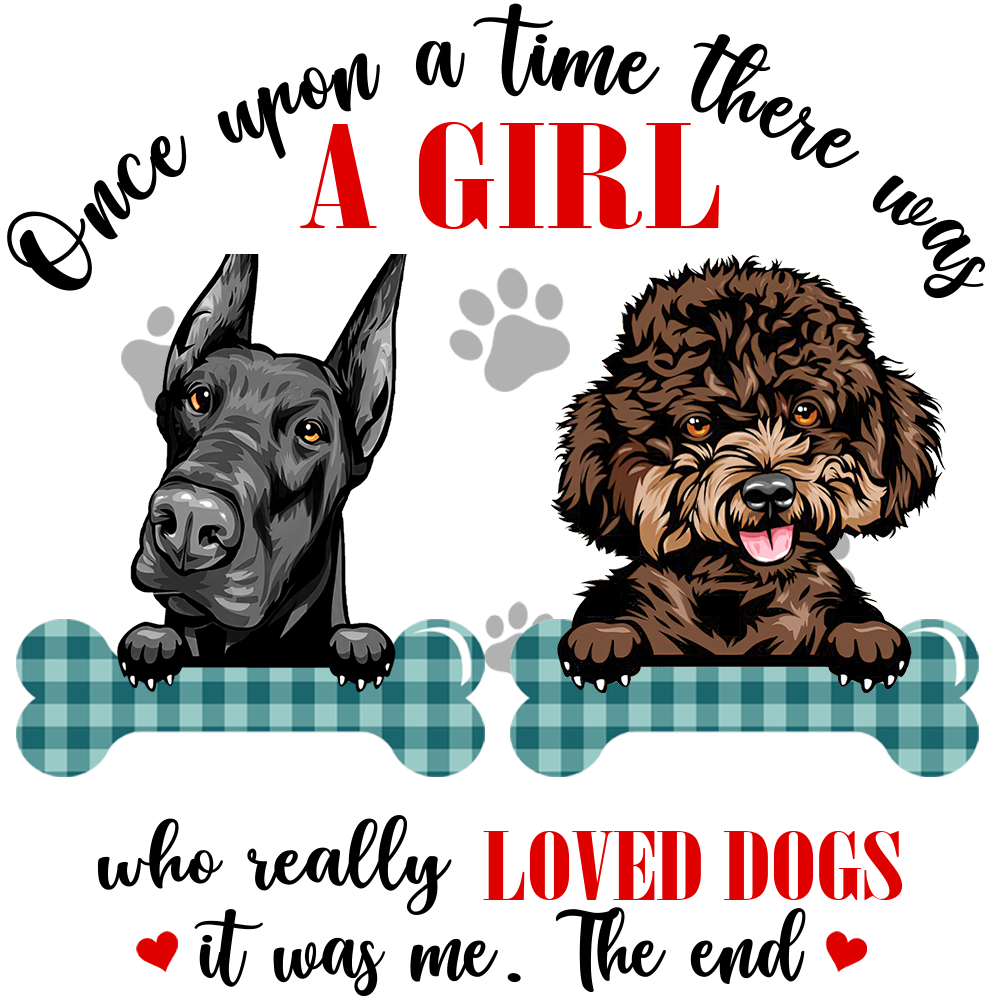 Once upon a time there was
A GIRL
who really LOVED DOGS
it was me. The end